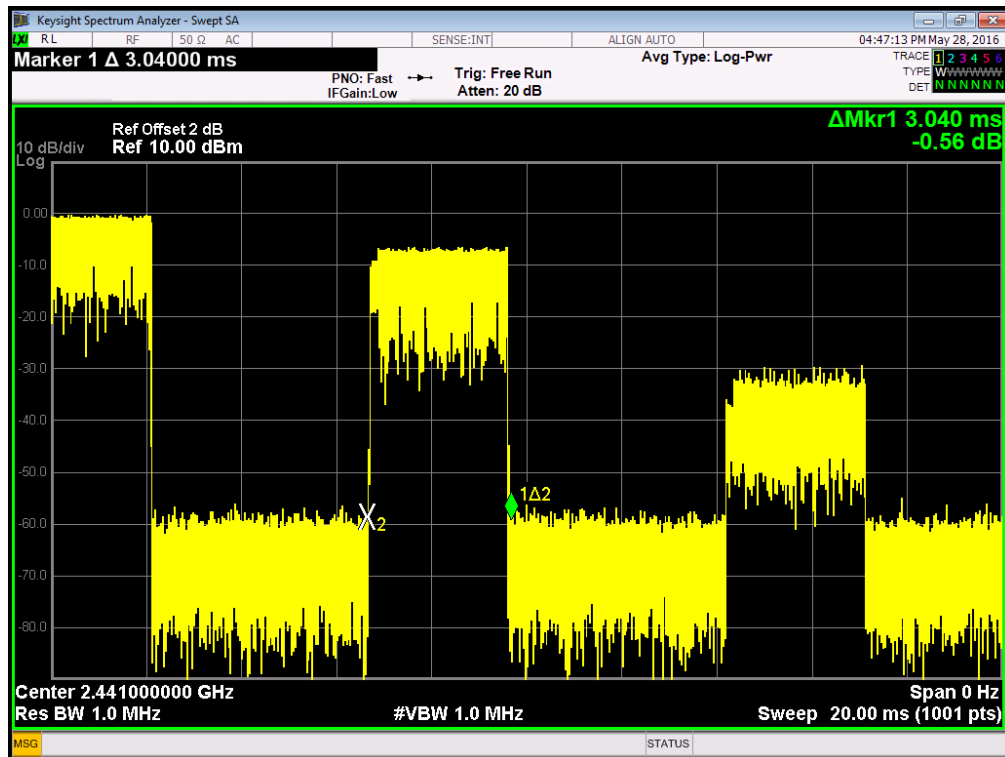 Keysight Spectrum Analyzer - Swept SA
LXI RL RF 50 Ω AC SENSE:INT ALIGN AUTO 04:47:13 PM May 28, 2016
Marker 1 Δ 3.04000 ms
PNO: Fast
IFGain:Low
Trig: Free Run
Atten: 20 dB
Avg Type: Log-Pwr
TRACE 1 2 3 4 5 6
TYPE WWWWWW
DET N N N N N N
ΔMkr1 3.040 ms
-0.56 dB
Ref Offset 2 dB
10 dB/div Ref 10.00 dBm
Log
0.00
-10.0
-20.0
-30.0
-40.0
-50.0
-60.0
-70.0
-80.0
2
1Δ2
Center 2.441000000 GHz Span 0 Hz
Res BW 1.0 MHz #VBW 1.0 MHz Sweep 20.00 ms (1001 pts)
MSG STATUS